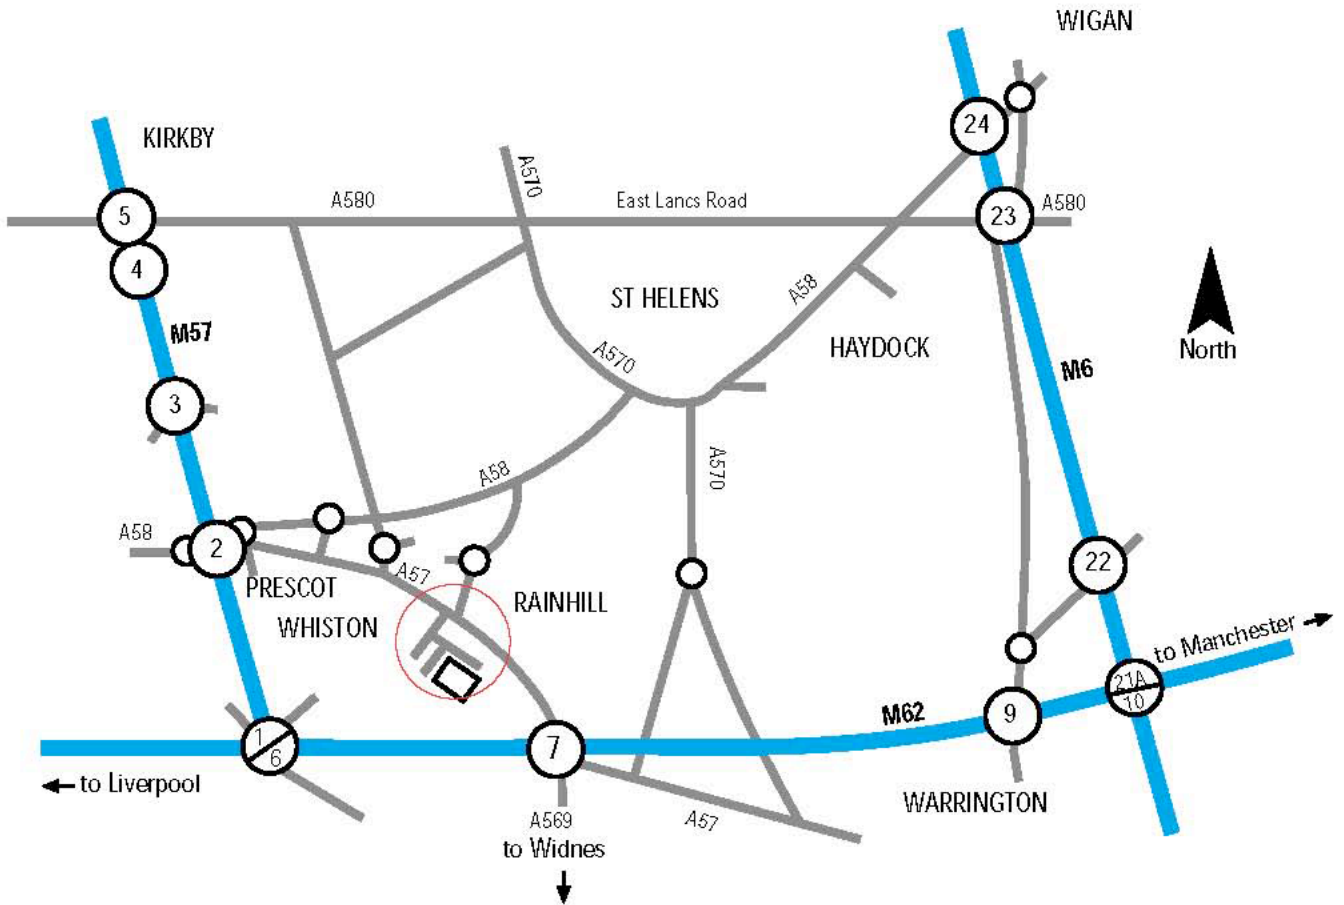 WIGAN
24
KIRKBY
A570
5
A580
East Lancs Road
23
A580
4
ST HELENS
A58
M57
A570
HAYDOCK
North
M6
3
A570
A58
A58
2
22
PRESCOT
A57
RAINHILL
WHISTON
to Manchester
21A
10
M62
9
1
6
7
to Liverpool
WARRINGTON
A569
A57
to Widnes